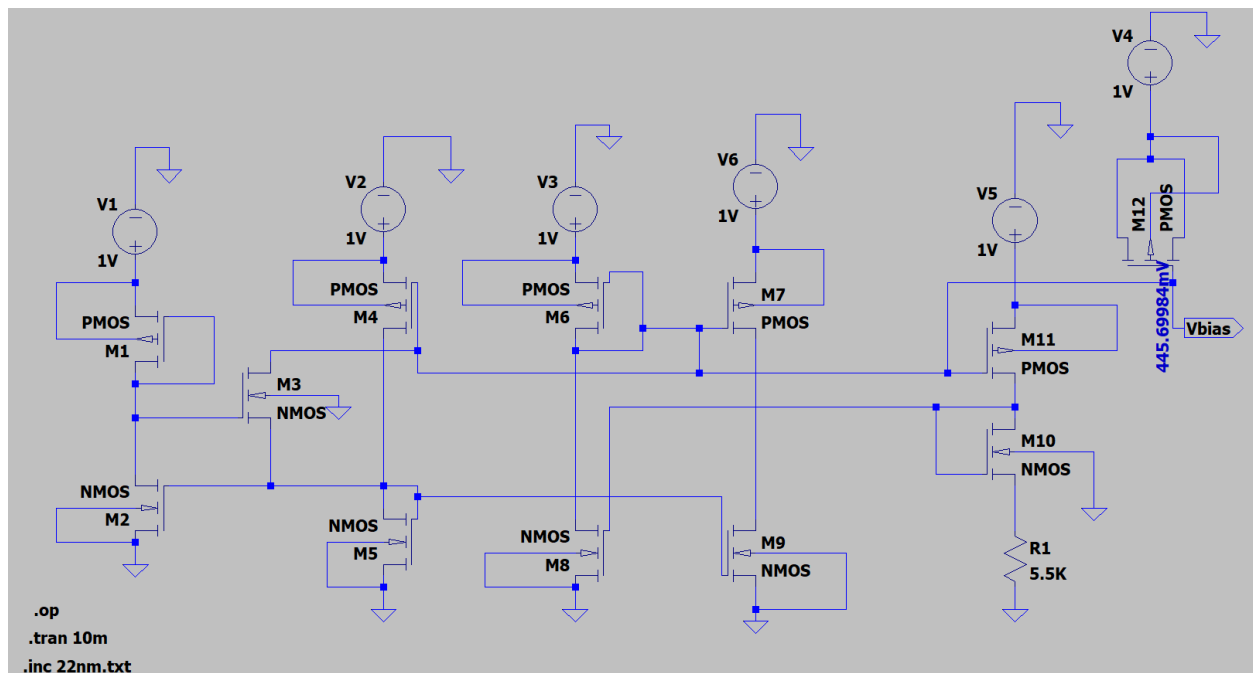 V4
1V
V6
1V
V2
1V
V3
1V
V5
1V
V1
1V
M12
PMOS
445.69984mV
Vbias
PMOS
M4
PMOS
M6
M7
PMOS
PMOS
M1
M11
PMOS
M3
NMOS
M10
NMOS
NMOS
M2
NMOS
M5
NMOS
M8
M9
NMOS
R1
5.5K
.op
.tran 10m
.inc 22nm.txt